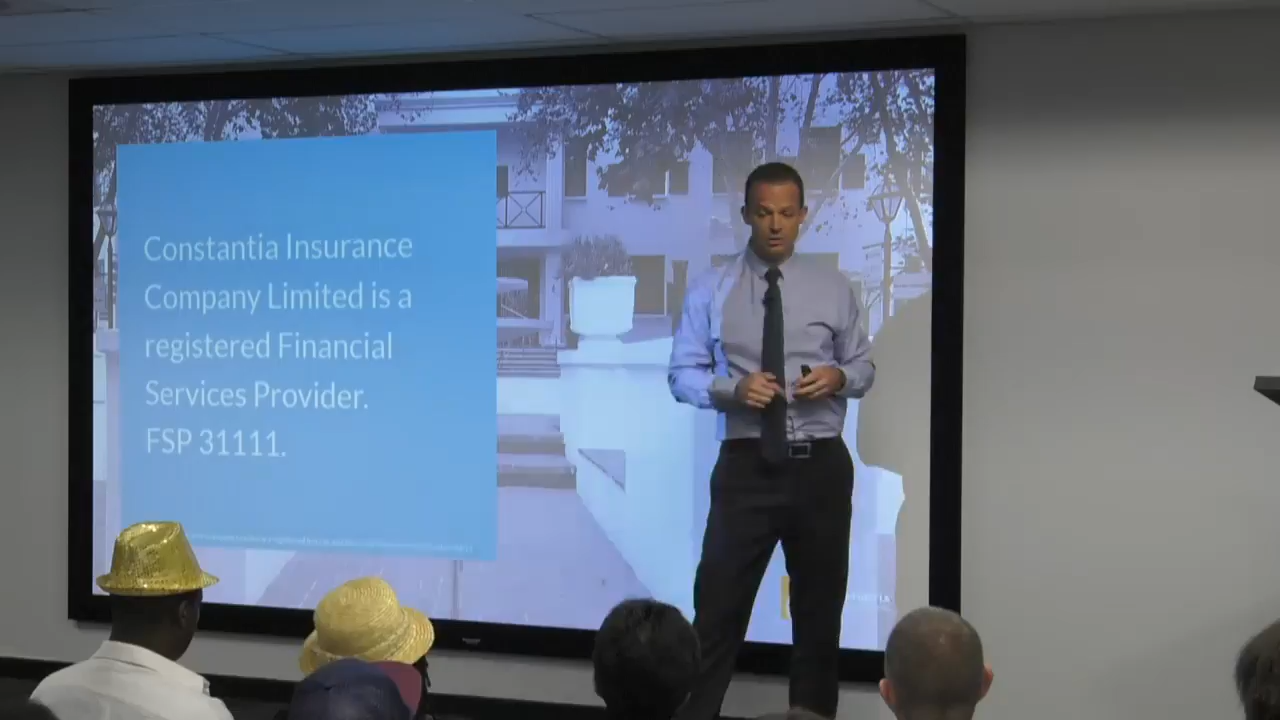 Constantia Insurance
Company Limited is a
registered Financial
Services Provider.
FSP 31111.